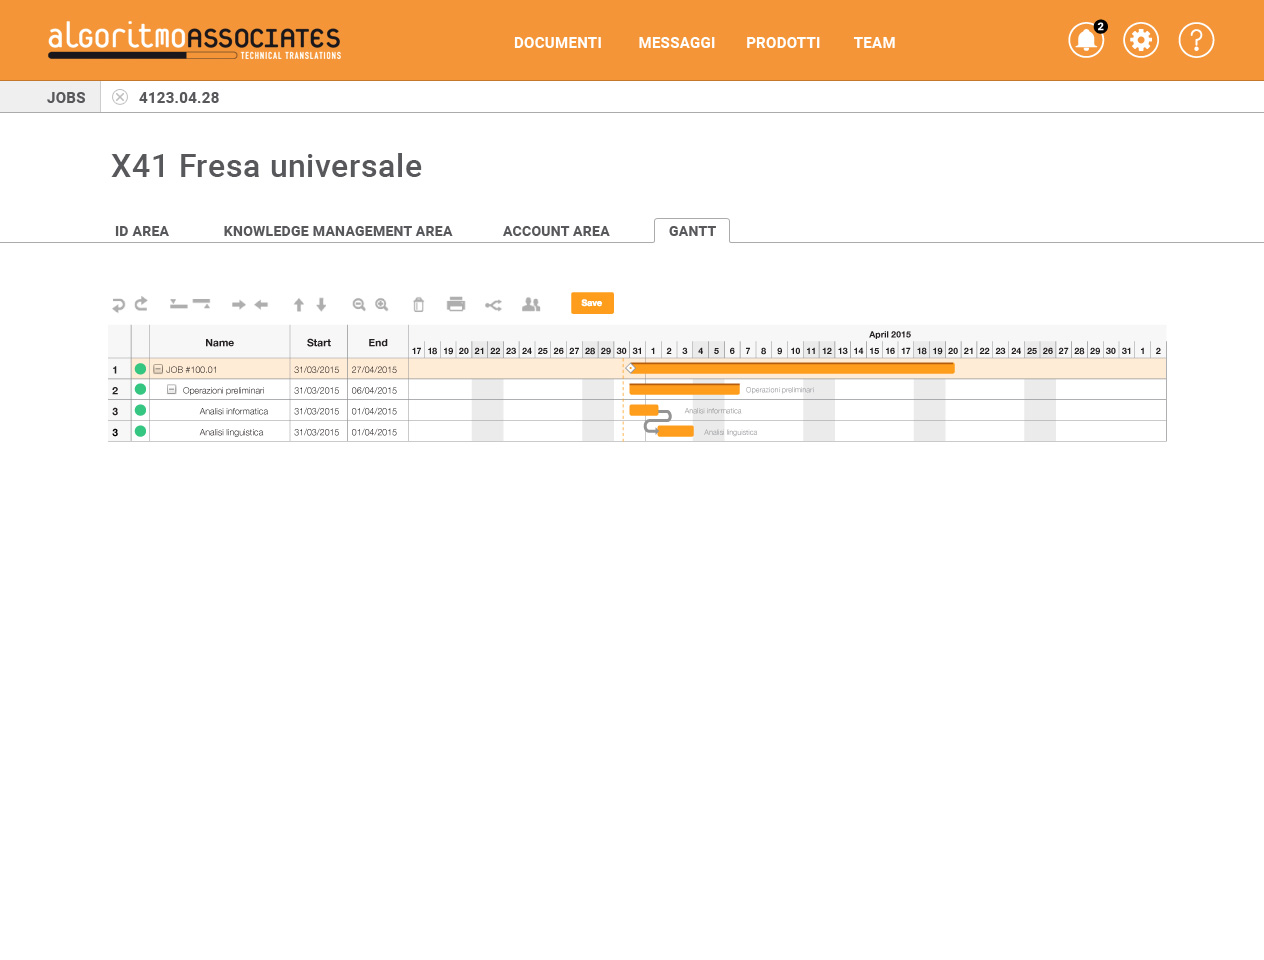 algoritmoASSOCIATES
TECHNICAL TRANSLATIONS
DOCUMENTI MESSAGGI PRODOTTI TEAM
2
?
JOBS 4123.04.28
X41 Fresa universale
ID AREA KNOWLEDGE MANAGEMENT AREA ACCOUNT AREA GANTT
Save
April 2015
Name Start End
17 18 19 20 21 22 23 24 25 26 27 28 29 30 31 1 2 3 4 5 6 7 8 9 10 11 12 13 14 15 16 17 18 19 20 21 22 23 24 25 26 27 28 29 30 31 1 2
1 JOB #100.01 31/03/2015 27/04/2015
2 Operazioni preliminari 31/03/2015 06/04/2015 Operazioni preliminari
3 Analisi informatica 31/03/2015 01/04/2015 Analisi informatica
3 Analisi linguistica 31/03/2015 01/04/2015 Analisi linguistica